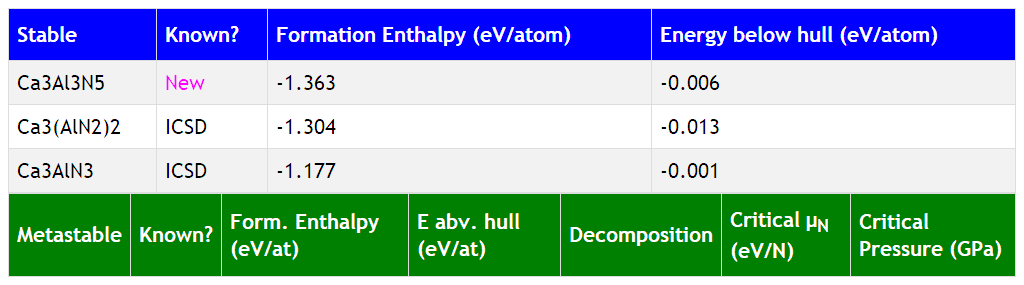 Stable Known? Formation Enthalpy (eV/atom) Energy below hull (eV/atom)
Ca3Al3N5 New -1.363 -0.006
Ca3(AlN2)2 ICSD -1.304 -0.013
Ca3AlN3 ICSD -1.177 -0.001
Metastable Known? Form. Enthalpy (eV/at) E abv. hull (eV/at) Decomposition Critical μN (eV/N) Critical Pressure (GPa)